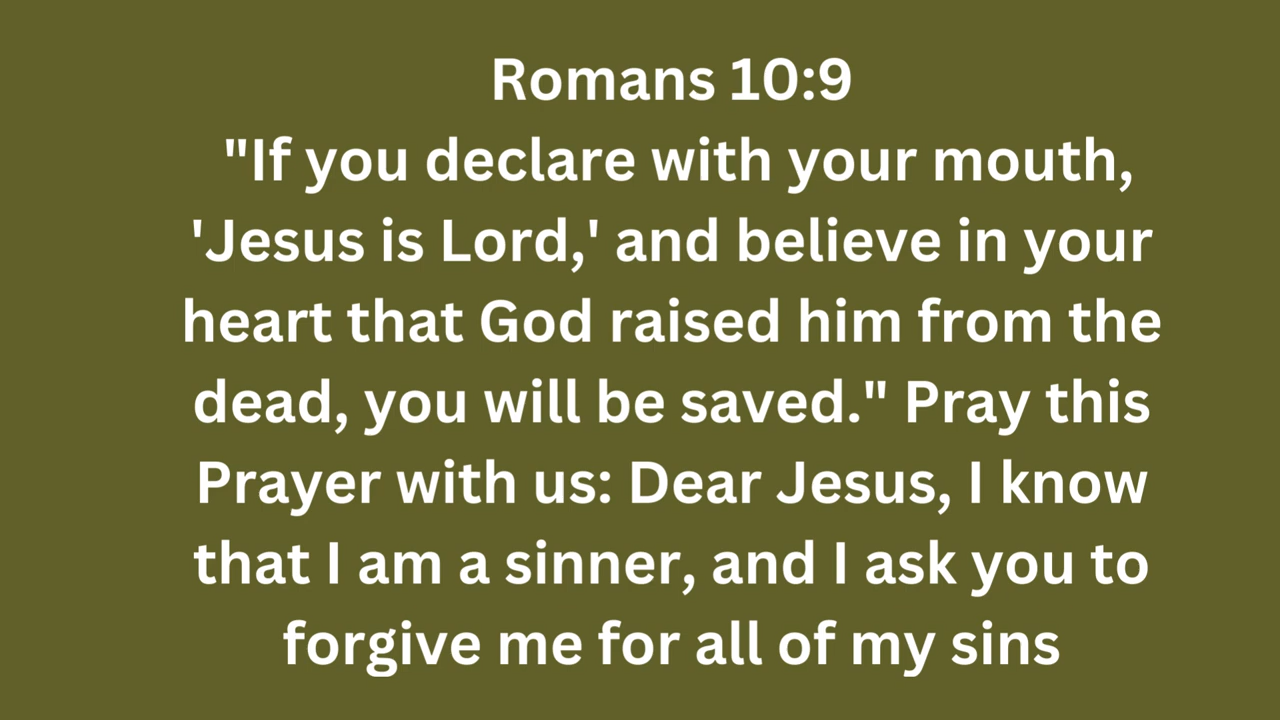 Romans 10:9
"If you declare with your mouth,
'Jesus is Lord,' and believe in your
heart that God raised him from the
dead, you will be saved." Pray this
Prayer with us: Dear Jesus, I know
that I am a sinner, and I ask you to
forgive me for all of my sins